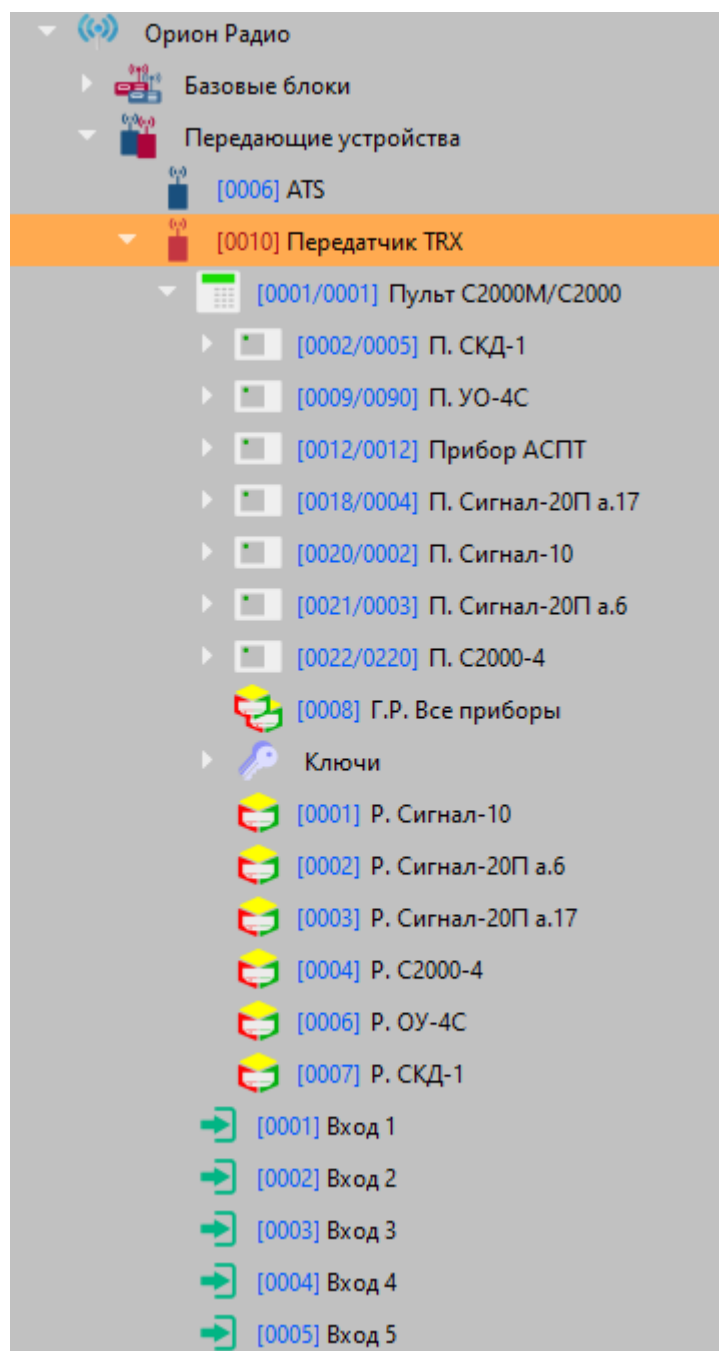 Орион Радио
Базовые блоки
Передающие устройства
[0006] ATS
[0010] Передатчик TRX
[0001/0001] Пульт С2000М/С2000
[0002/0005] П. СКД-1
[0009/0090] П. УО-4С
[0012/0012] Прибор АСПТ
[0018/0004] П. Сигнал-20П а.17
[0020/0002] П. Сигнал-10
[0021/0003] П. Сигнал-20П а.6
[0022/0220] П. С2000-4
[0008] Г.Р. Все приборы
Ключи
[0001] Р. Сигнал-10
[0002] Р. Сигнал-20П а.6
[0003] Р. Сигнал-20П а.17
[0004] Р. С2000-4
[0006] Р. ОУ-4С
[0007] Р. СКД-1
[0001] Вход 1
[0002] Вход 2
[0003] Вход 3
[0004] Вход 4
[0005] Вход 5